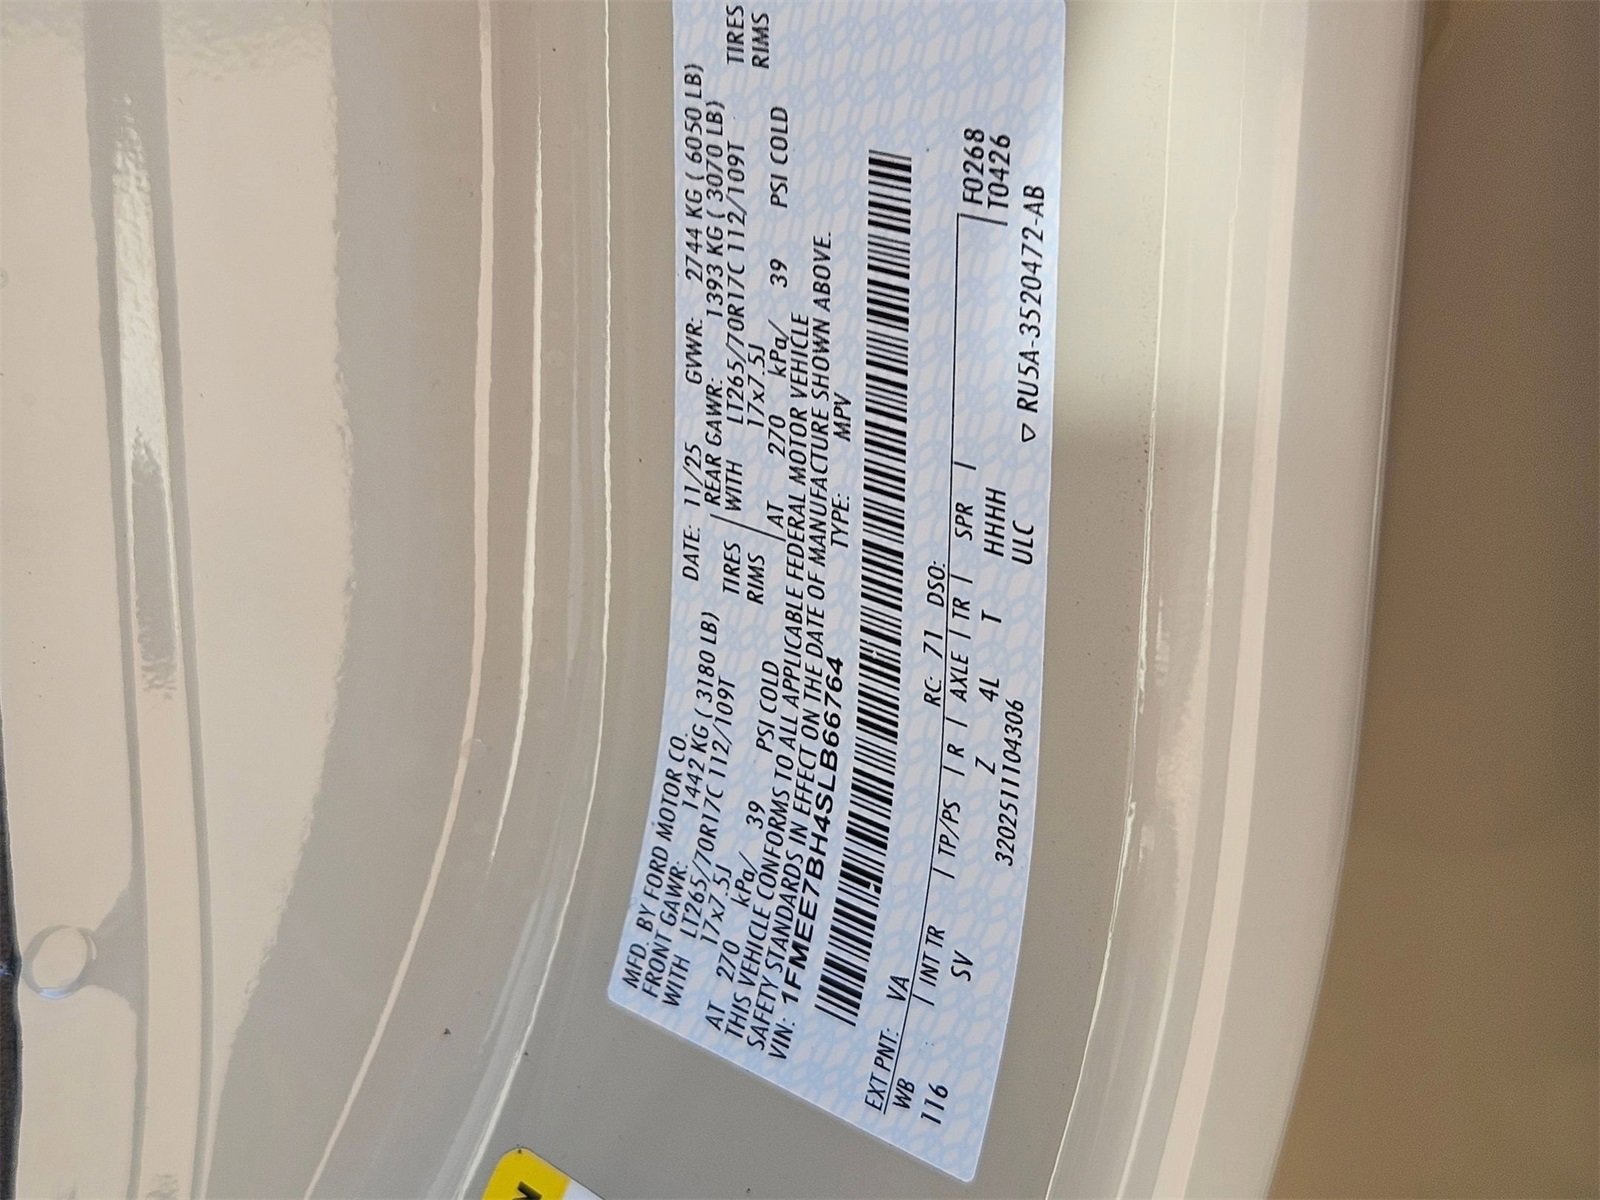 MFD. BY FORD MOTOR CO.
DATE: 11/25 GVWR: 2744 KG ( 6050 LB)
FRONT GAWR: 1442 KG ( 3180 LB) REAR GAWR: 1393 KG ( 3070 LB)
WITH LT265/70R17C 112/109T TIRES WITH LT265/70R17C 112/109T TIRES
17x7.5J RIMS 17x7.5J RIMS
AT 270 kPa/ 39 PSI COLD AT 270 kPa/ 39 PSI COLD
THIS VEHICLE CONFORMS TO ALL APPLICABLE FEDERAL MOTOR VEHICLE
SAFETY STANDARDS IN EFFECT ON THE DATE OF MANUFACTURE SHOWN ABOVE.
VIN: 1FMEE7BH4SLB66764 TYPE: MPV
EXT PNT: VA RC: 71 DSO:
WB | INT TR | TP/PS | R | AXLE | TR | SPR | F0268
116 SV Z 4L T HHHH T0426
3202511104306 ULC ▽ RU5A-3520472-AB